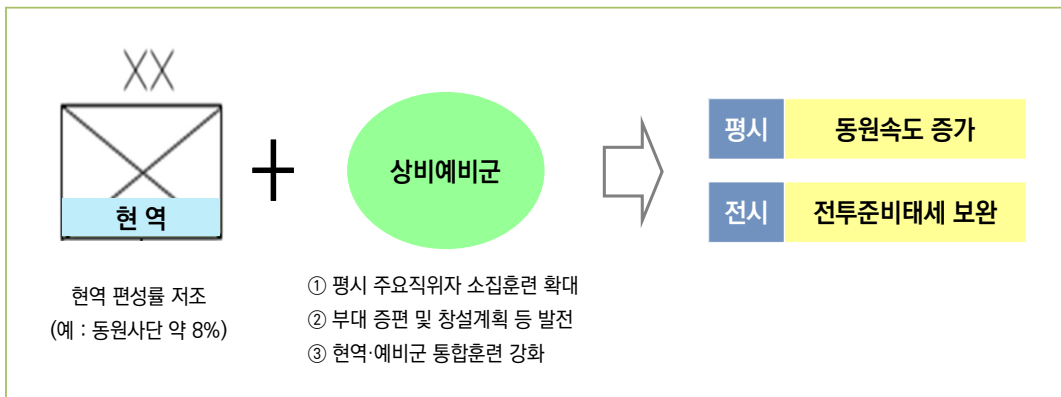 XX
현 역
현역 편성률 저조
(예 : 동원사단 약 8%)
+
상비예비군
① 평시 주요직위자 소집훈련 확대
② 부대 증편 및 창설계획 등 발전
③ 현역·예비군 통합훈련 강화
평시 동원속도 증가
전시 전투준비태세 보완